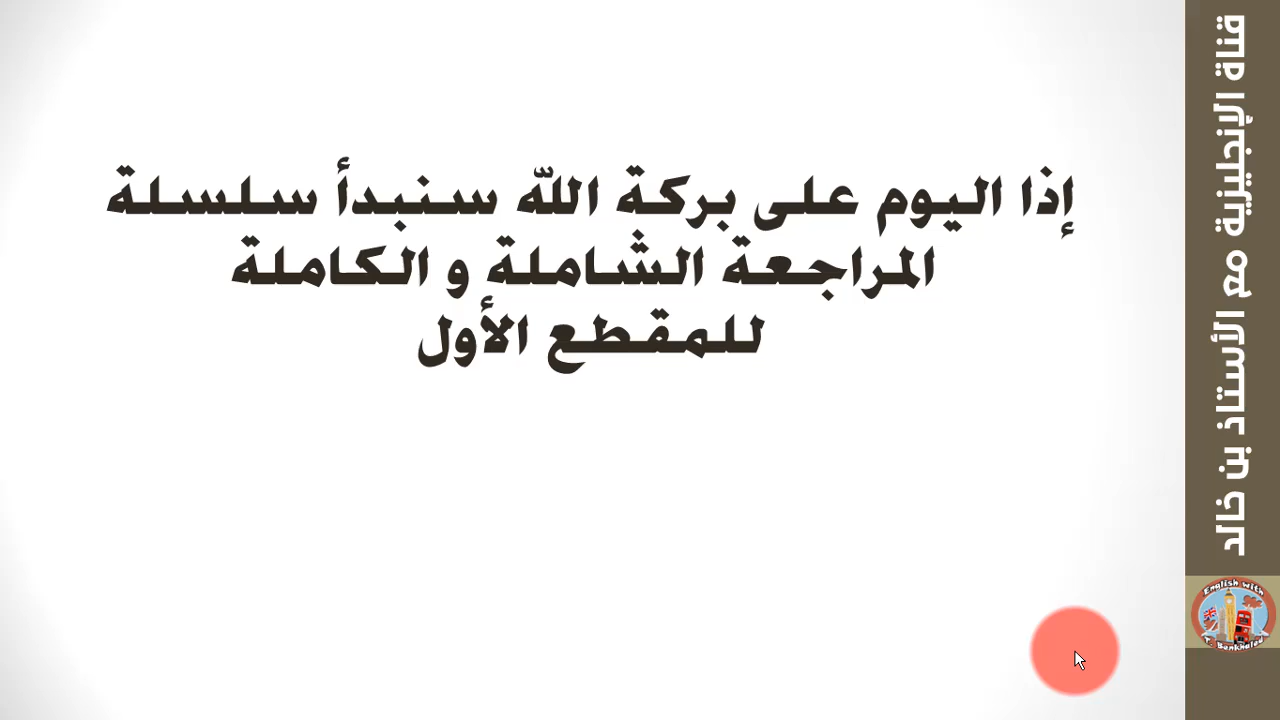 إذا اليوم على بركة الله سنبدأ سلسلة
المراجعة الشاملة و الكاملة
للمقطع الأول
قناة الإنجليزية مع الأستاذ بن خالد
English with
T. Benkhaled